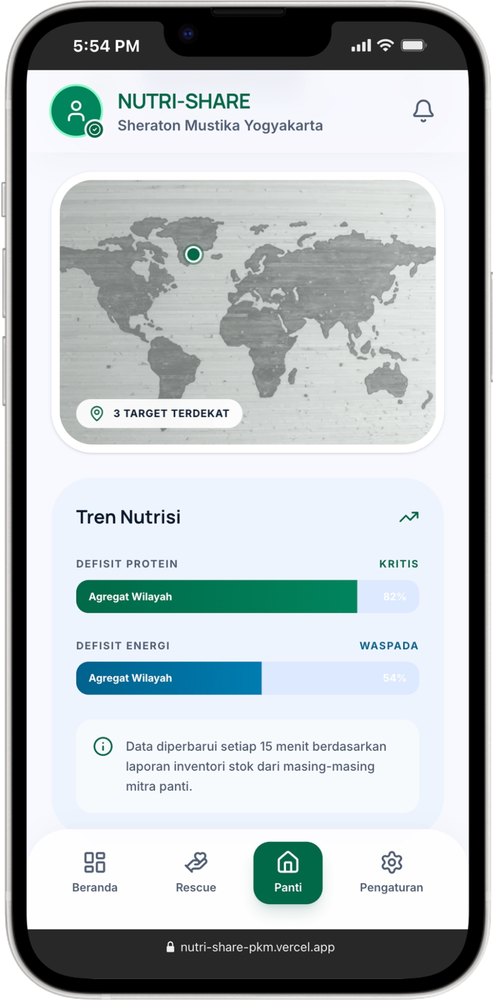 5:54 PM
NUTRI-SHARE
Sheraton Mustika Yogyakarta
3 TARGET TERDEKAT
Tren Nutrisi
DEFISIT PROTEIN KRITIS
Agregat Wilayah 82%
DEFISIT ENERGI WASPADA
Agregat Wilayah 54%
Data diperbarui setiap 15 menit berdasarkan
laporan inventori stok dari masing-masing
mitra panti.
Beranda Rescue Panti Pengaturan
nutri-share-pkm.vercel.app